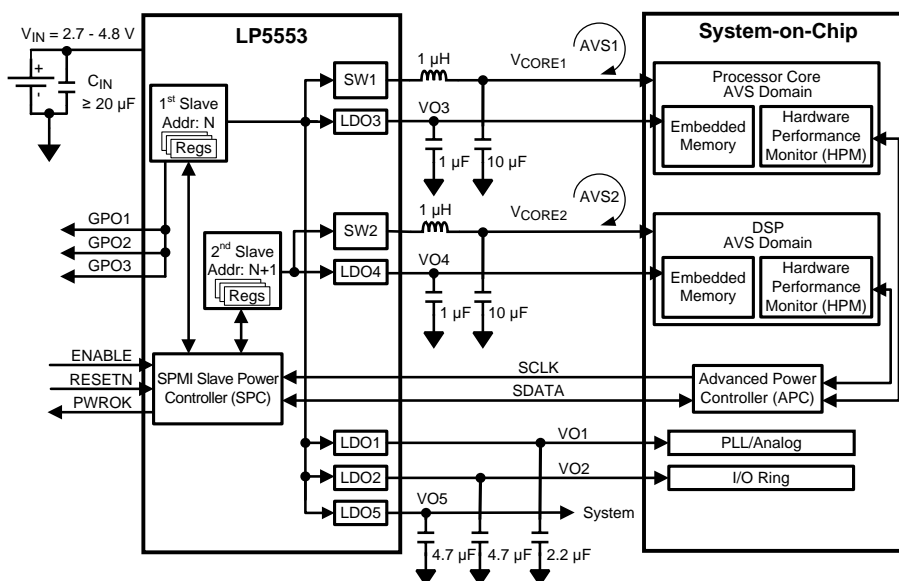 V_IN = 2.7 - 4.8 V
+
-
C_IN
≥ 20 µF
LP5553
1st Slave
Addr: N
Regs
2nd Slave
Addr: N+1
Regs
GPO1
GPO2
GPO3
ENABLE
RESETN
PWROK
SPMI Slave Power
Controller (SPC)
SW1
LDO3
SW2
LDO4
LDO1
LDO2
LDO5
1 µH
V_CORE1
AVS1
VO3
1 µF
10 µF
1 µH
V_CORE2
AVS2
VO4
1 µF
10 µF
SCLK
SDATA
VO1
VO2
VO5
System
4.7 µF
4.7 µF
2.2 µF
System-on-Chip
Processor Core
AVS Domain
Embedded
Memory
Hardware
Performance
Monitor (HPM)
DSP
AVS Domain
Embedded
Memory
Hardware
Performance
Monitor (HPM)
Advanced Power
Controller (APC)
PLL/Analog
I/O Ring